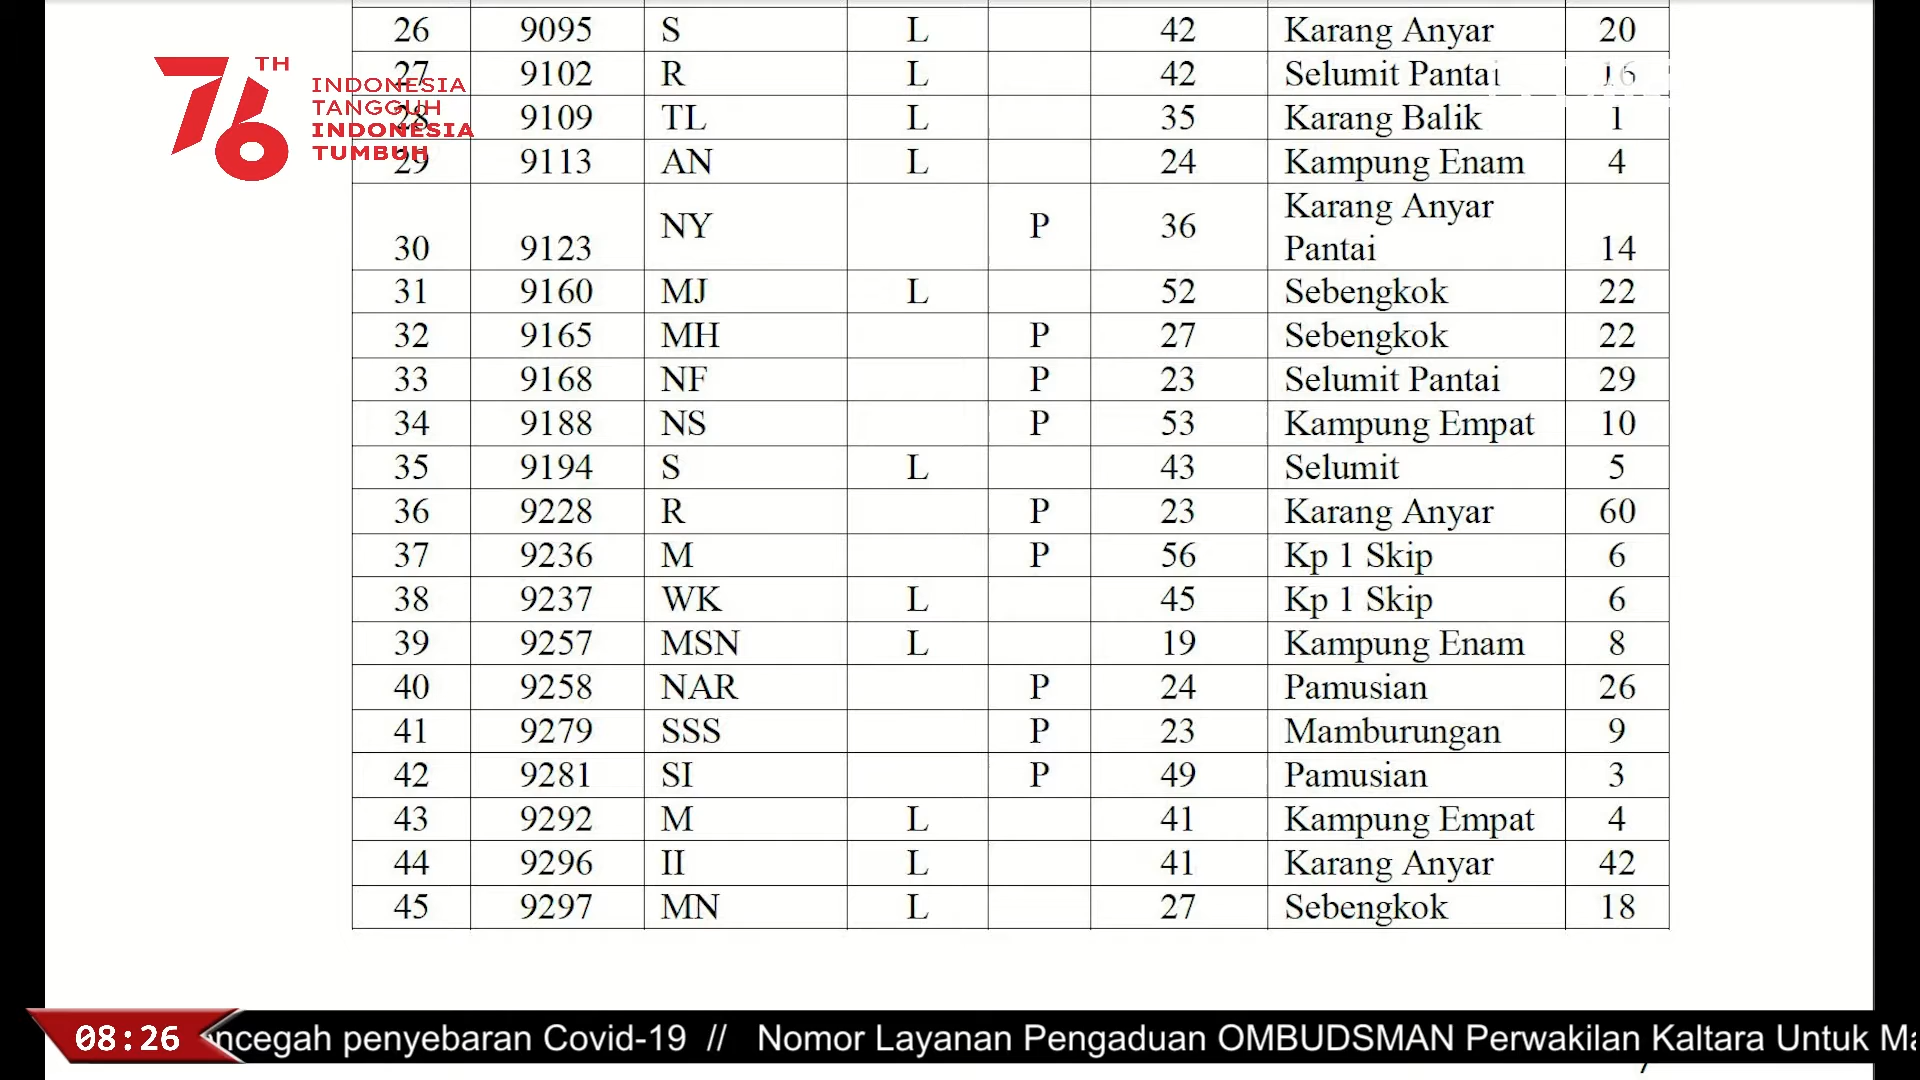 26 9095 S L 42 Karang Anyar 20
27 9102 R L 42 Selumit Pantai 16
28 9109 TL L 35 Karang Balik 1
29 9113 AN L 24 Kampung Enam 4
30 9123 NY P 36 Karang Anyar
Pantai 14
31 9160 MJ L 52 Sebengkok 22
32 9165 MH P 27 Sebengkok 22
33 9168 NF P 23 Selumit Pantai 29
34 9188 NS P 53 Kampung Empat 10
35 9194 S L 43 Selumit 5
36 9228 R P 23 Karang Anyar 60
37 9236 M P 56 Kp 1 Skip 6
38 9237 WK L 45 Kp 1 Skip 6
39 9257 MSN L 19 Kampung Enam 8
40 9258 NAR P 24 Pamusian 26
41 9279 SSS P 23 Mamburungan 9
42 9281 SI P 49 Pamusian 3
43 9292 M L 41 Kampung Empat 4
44 9296 II L 41 Karang Anyar 42
45 9297 MN L 27 Sebengkok 18
76TH
INDONESIA
TANGGUH
INDONESIA
TUMBUH
08:26 ncegah penyebaran Covid-19 // Nomor Layanan Pengaduan OMBUDSMAN Perwakilan Kaltara Untuk Ma